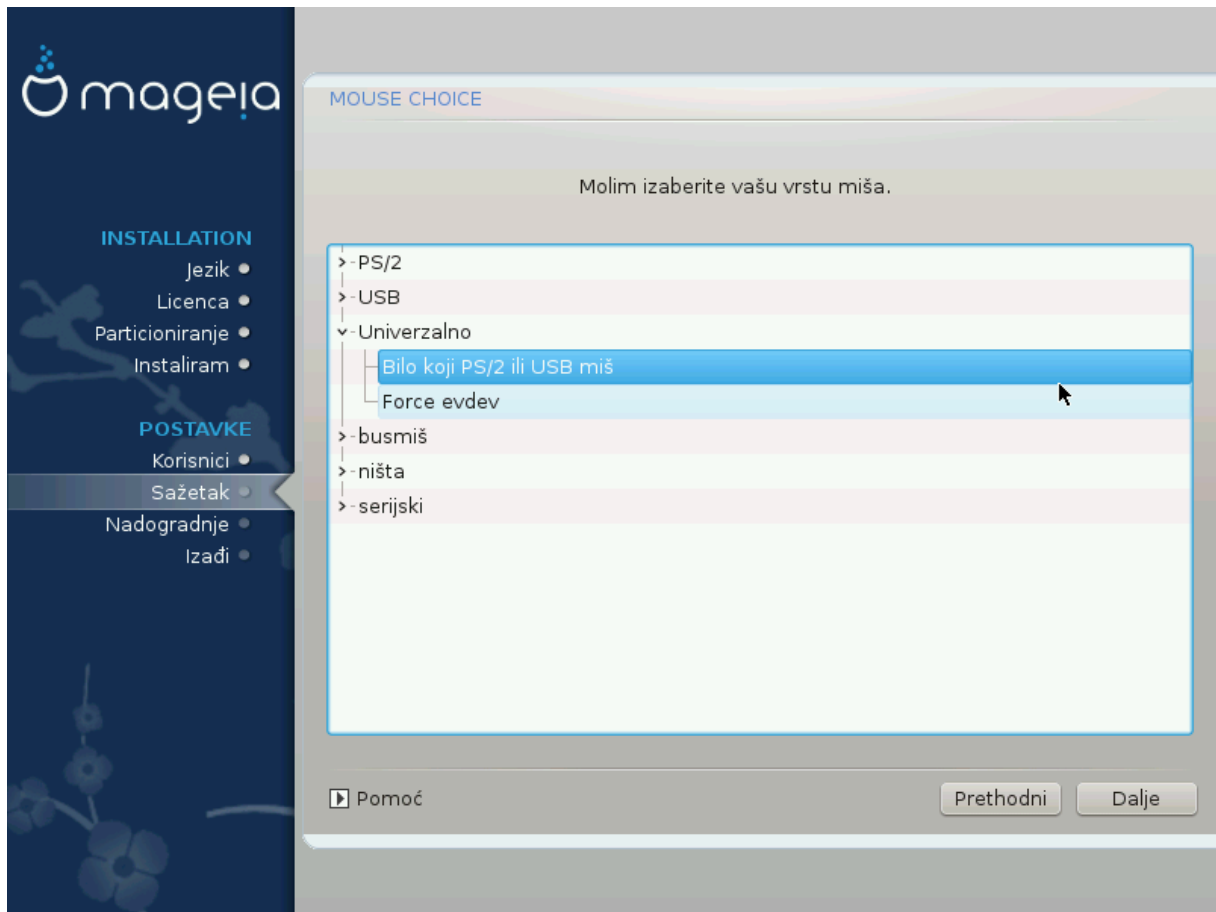 mageia
INSTALLATION
Jezik
Licenca
Particioniranje
Instaliram
POSTAVKE
Korisnici
Sažetak
Nadogradnje
Izađi
MOUSE CHOICE
Molim izaberite vašu vrstu miša.
PS/2
USB
Univerzalno
Bilo koji PS/2 ili USB miš
Force evdev
busmiš
ništa
serijski
Pomoć
Prethodni
Dalje